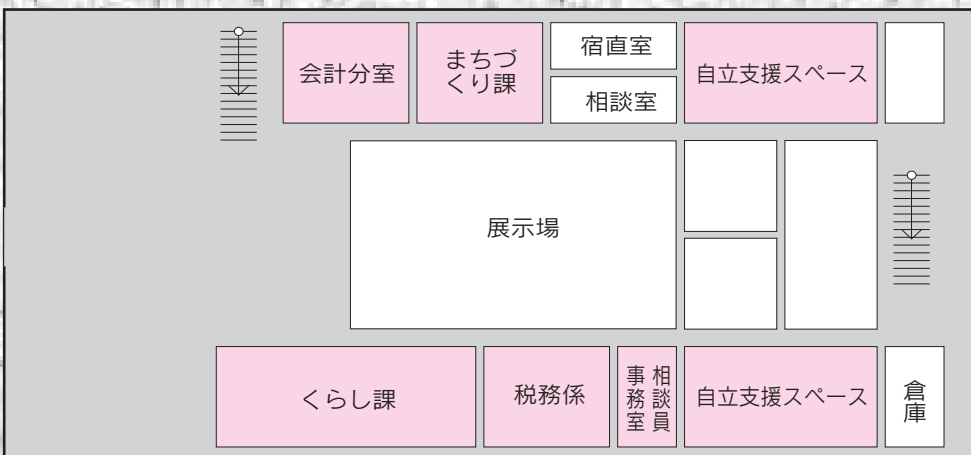 会計分室
まちづ
くり課
宿直室
相談室
自立支援スペース
展示場
くらし課
税務係
相談員
事務室
自立支援スペース
倉庫